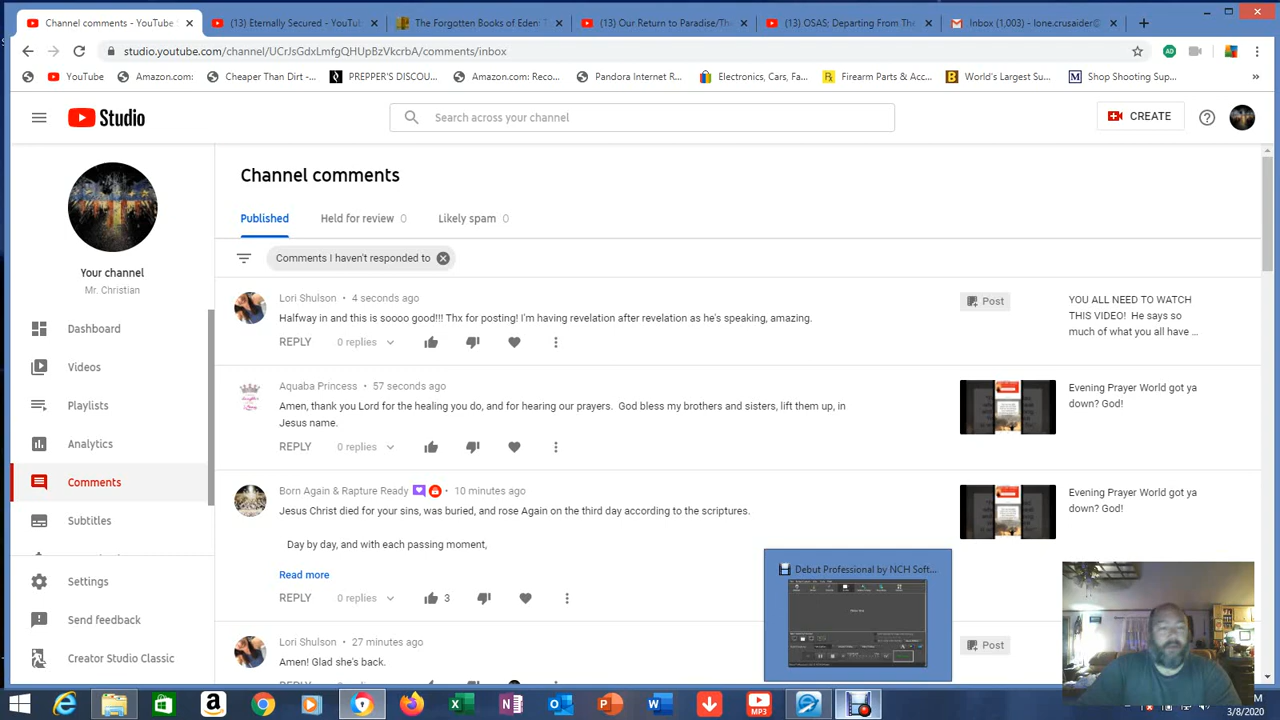 Channel comments - YouTube S
(13) Eternally Secured - YouTub
The Forgotten Books of Eden: T
(13) Our Return to Paradise/The
(13) OSAS; Departing From The
Inbox (1,003) - lone.crusaider@
studio.youtube.com/channel/UCrJsGdxLmfgQHUpBzVkcrbA/comments/inbox
YouTube
Amazon.com:
Cheaper Than Dirt -...
PREPPER'S DISCOU...
Amazon.com: Reco...
Pandora Internet R...
Electronics, Cars, Fa...
Firearm Parts & Acc...
World's Largest Su...
Shop Shooting Sup...
Studio
Search across your channel
CREATE
Channel comments
Published
Held for review 0
Likely spam 0
Comments I haven't responded to
Your channel
Mr. Christian
Dashboard
Videos
Playlists
Analytics
Comments
Subtitles
Settings
Send feedback
Creator Studio Classic
Lori Shulson • 4 seconds ago
Halfway in and this is soooo good!!! Thx for posting! I'm having revelation after revelation as he's speaking, amazing.
REPLY 0 replies
Post
YOU ALL NEED TO WATCH
THIS VIDEO! He says so
much of what you all have ...
Aquaba Princess • 57 seconds ago
Amen, thank you Lord for the healing you do, and for hearing our prayers. God bless my brothers and sisters, lift them up, in
Jesus name.
REPLY 0 replies
Evening Prayer World got ya
down? God!
Born Again & Rapture Ready • 10 minutes ago
Jesus Christ died for your sins, was buried, and rose Again on the third day according to the scriptures.
Day by day, and with each passing moment,
Read more
REPLY 0 replies 3
Evening Prayer World got ya
down? God!
Lori Shulson • 27 minutes ago
Amen! Glad she's back.
Post
Debut Professional by NCH Soft...
MP3
3/8/2020